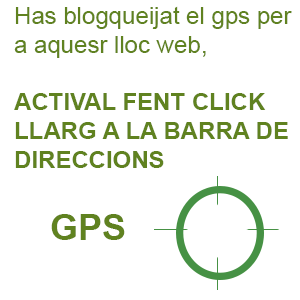 Has blogqueijat el gps per
a aquesr lloc web,
ACTIVAL FENT CLICK
LLARG A LA BARRA DE
DIRECCIONS
GPS